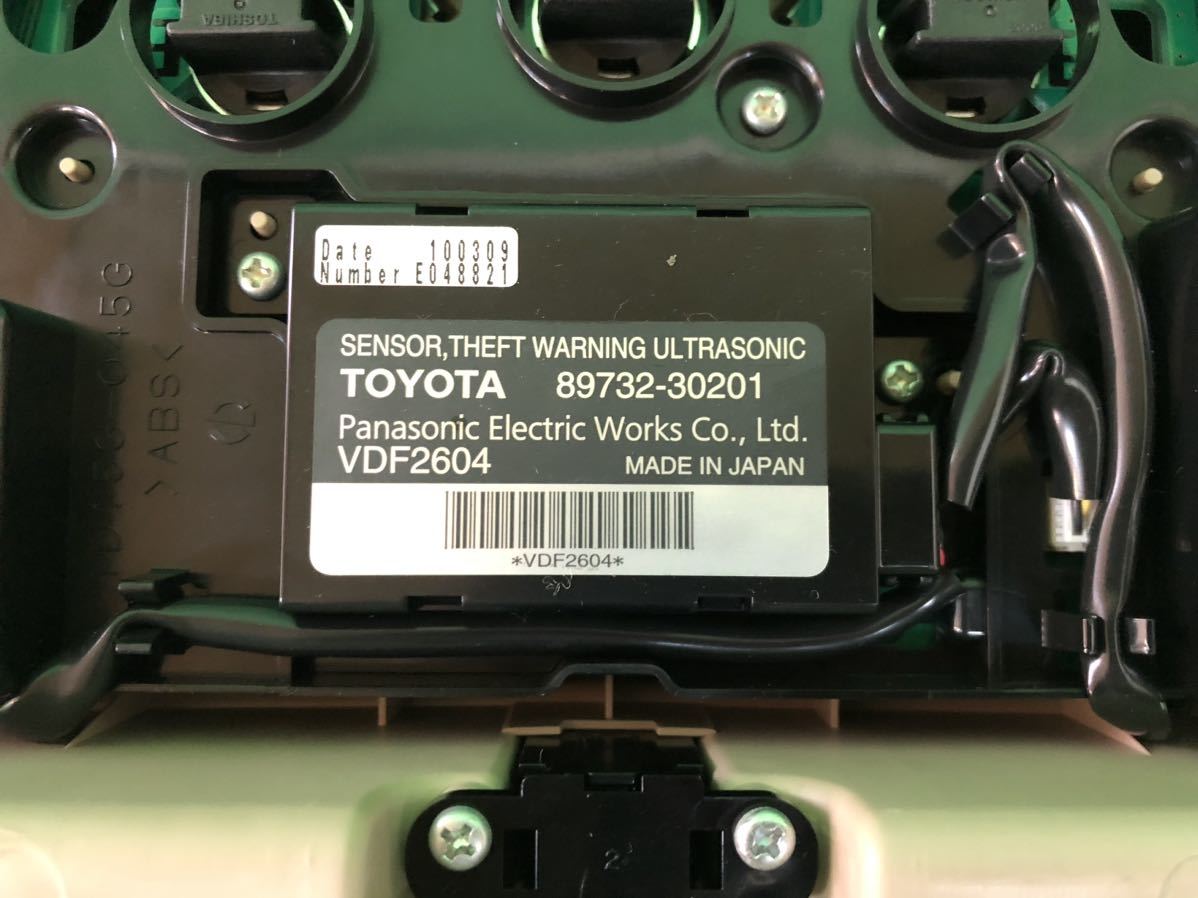 TOSHIBA
Date 100309
Number E048821
SENSOR,THEFT WARNING ULTRASONIC
TOYOTA 89732-30201
Panasonic Electric Works Co., Ltd.
VDF2604 MADE IN JAPAN
*VDF2604*
>ABS<
2